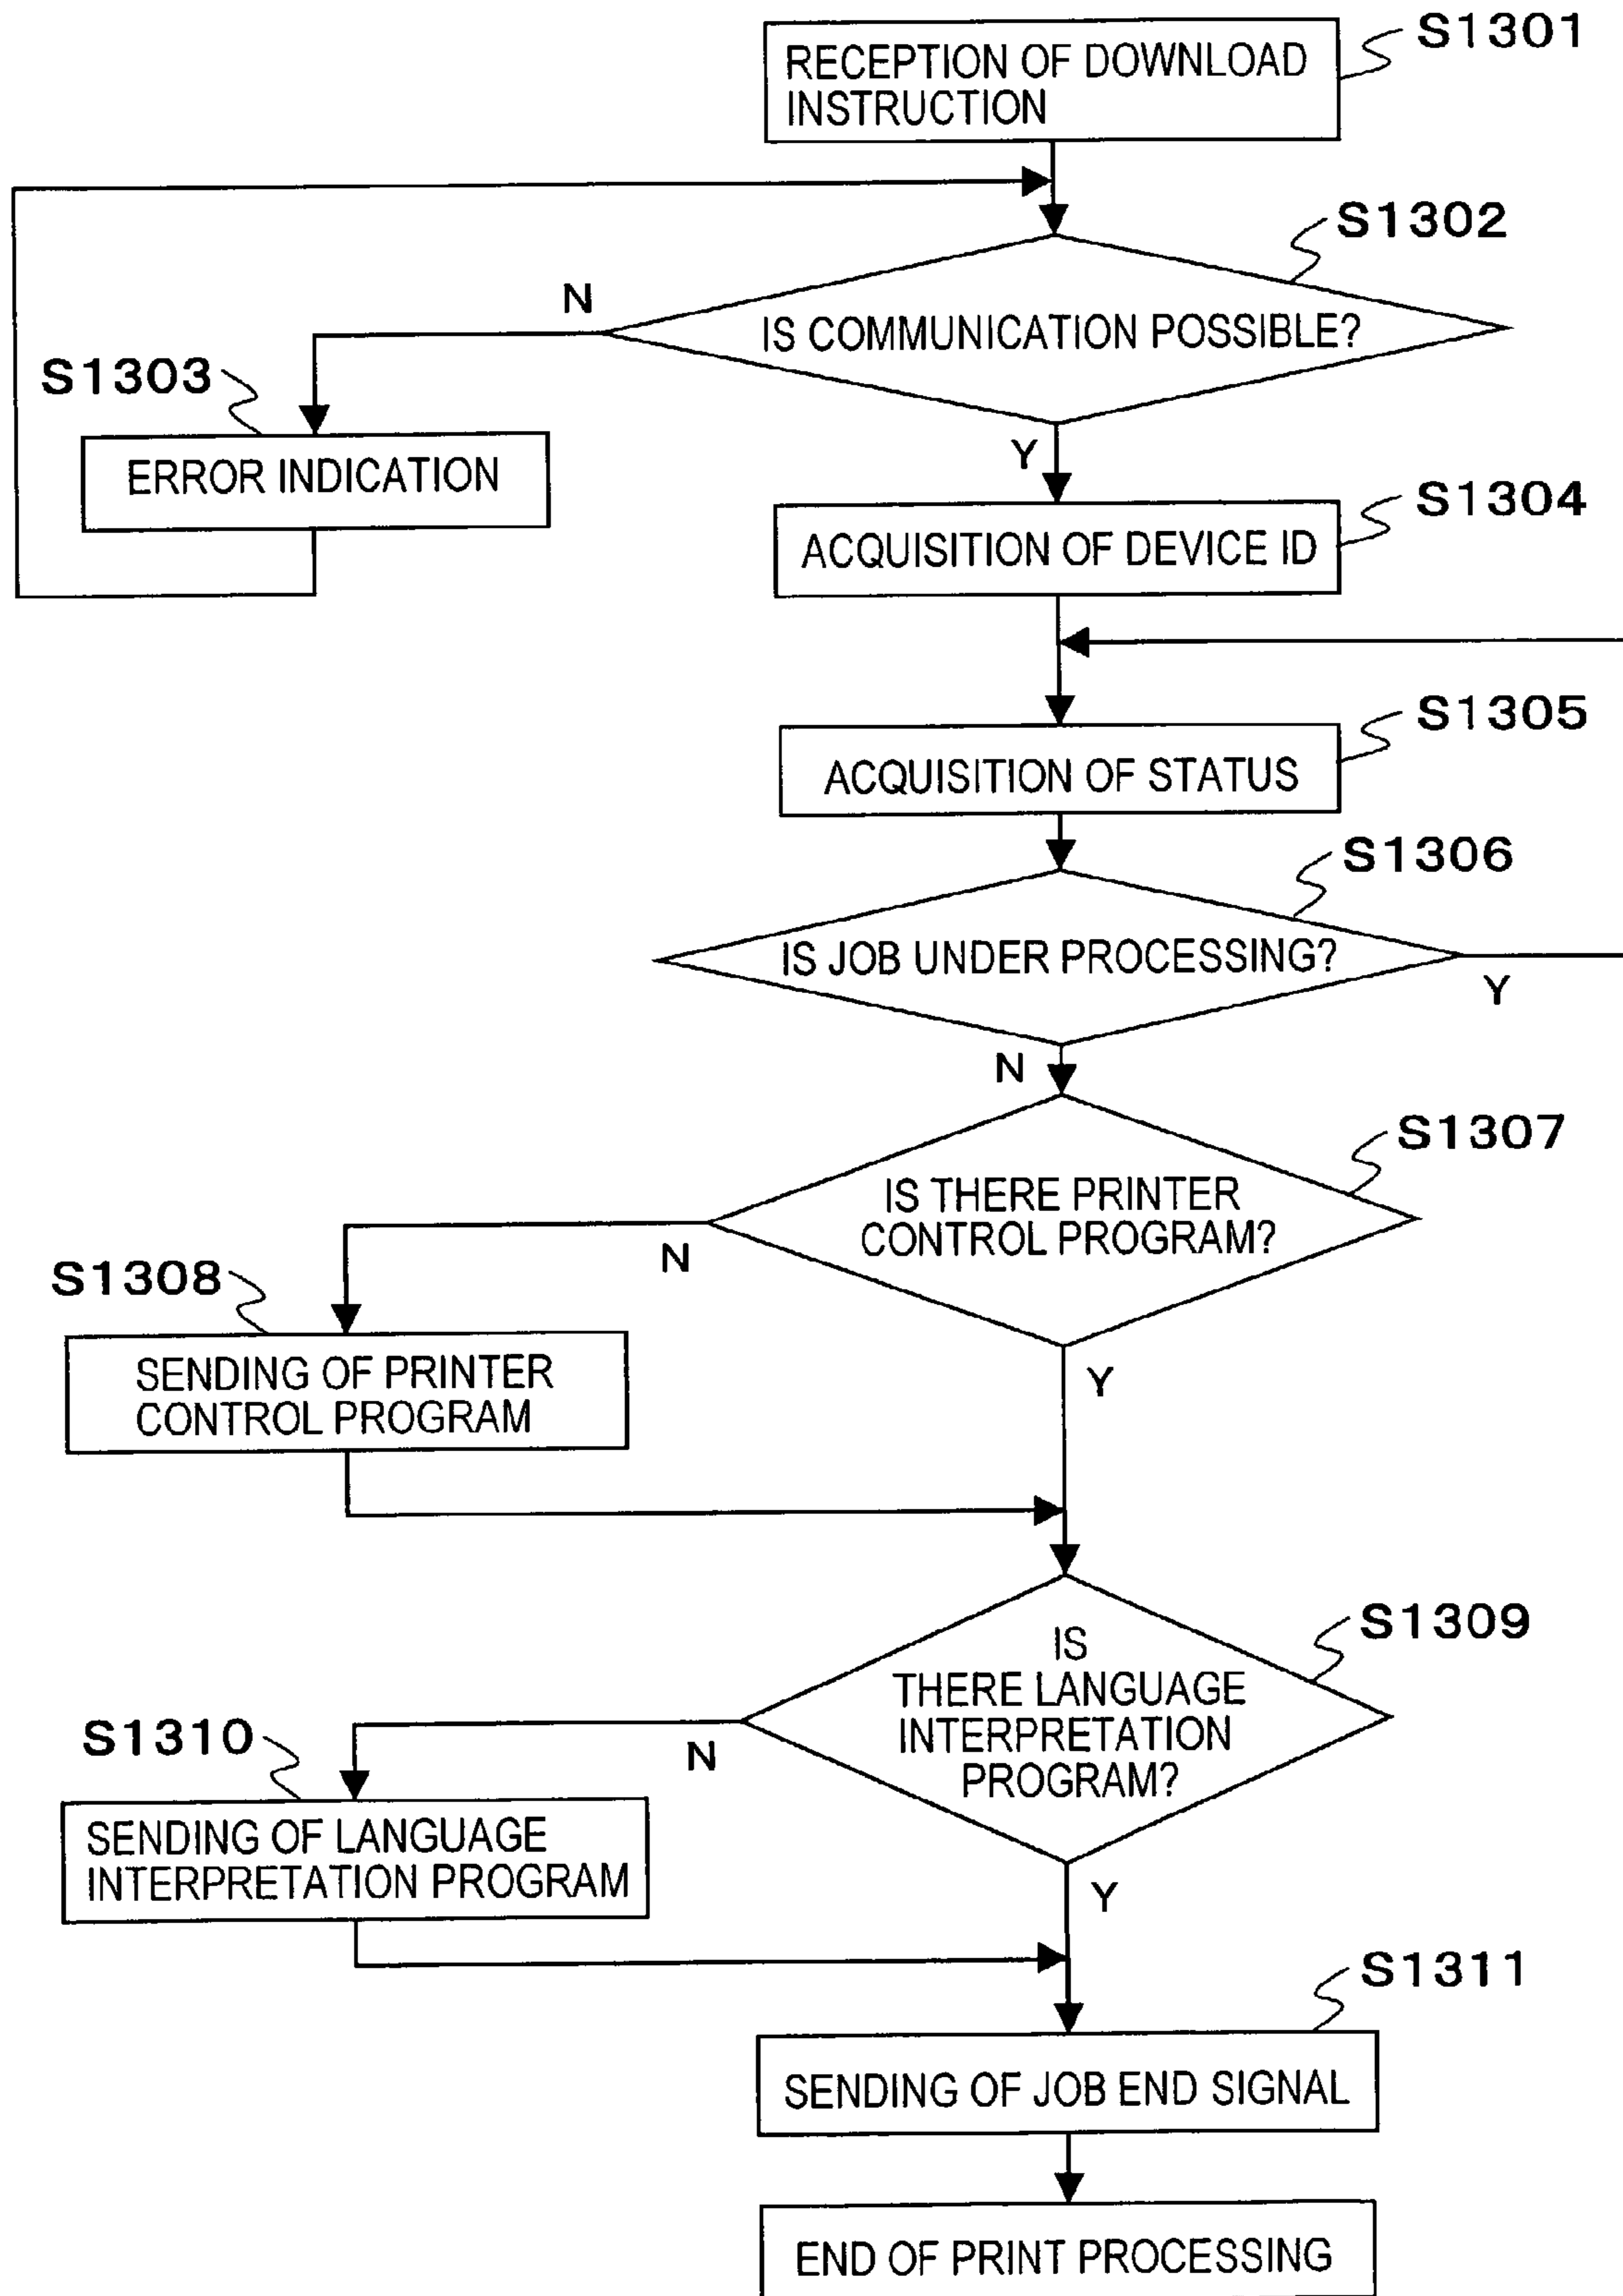 S1301
RECEPTION OF DOWNLOAD
INSTRUCTION
S1302
N
IS COMMUNICATION POSSIBLE?
S1303
Y
ERROR INDICATION
S1304
ACQUISITION OF DEVICE ID
S1305
ACQUISITION OF STATUS
S1306
IS JOB UNDER PROCESSING?
Y
N
S1307
IS THERE PRINTER
CONTROL PROGRAM?
N
S1308
SENDING OF PRINTER
CONTROL PROGRAM
Y
S1309
IS
THERE LANGUAGE
INTERPRETATION
PROGRAM?
S1310
N
SENDING OF LANGUAGE
INTERPRETATION PROGRAM
Y
S1311
SENDING OF JOB END SIGNAL
END OF PRINT PROCESSING